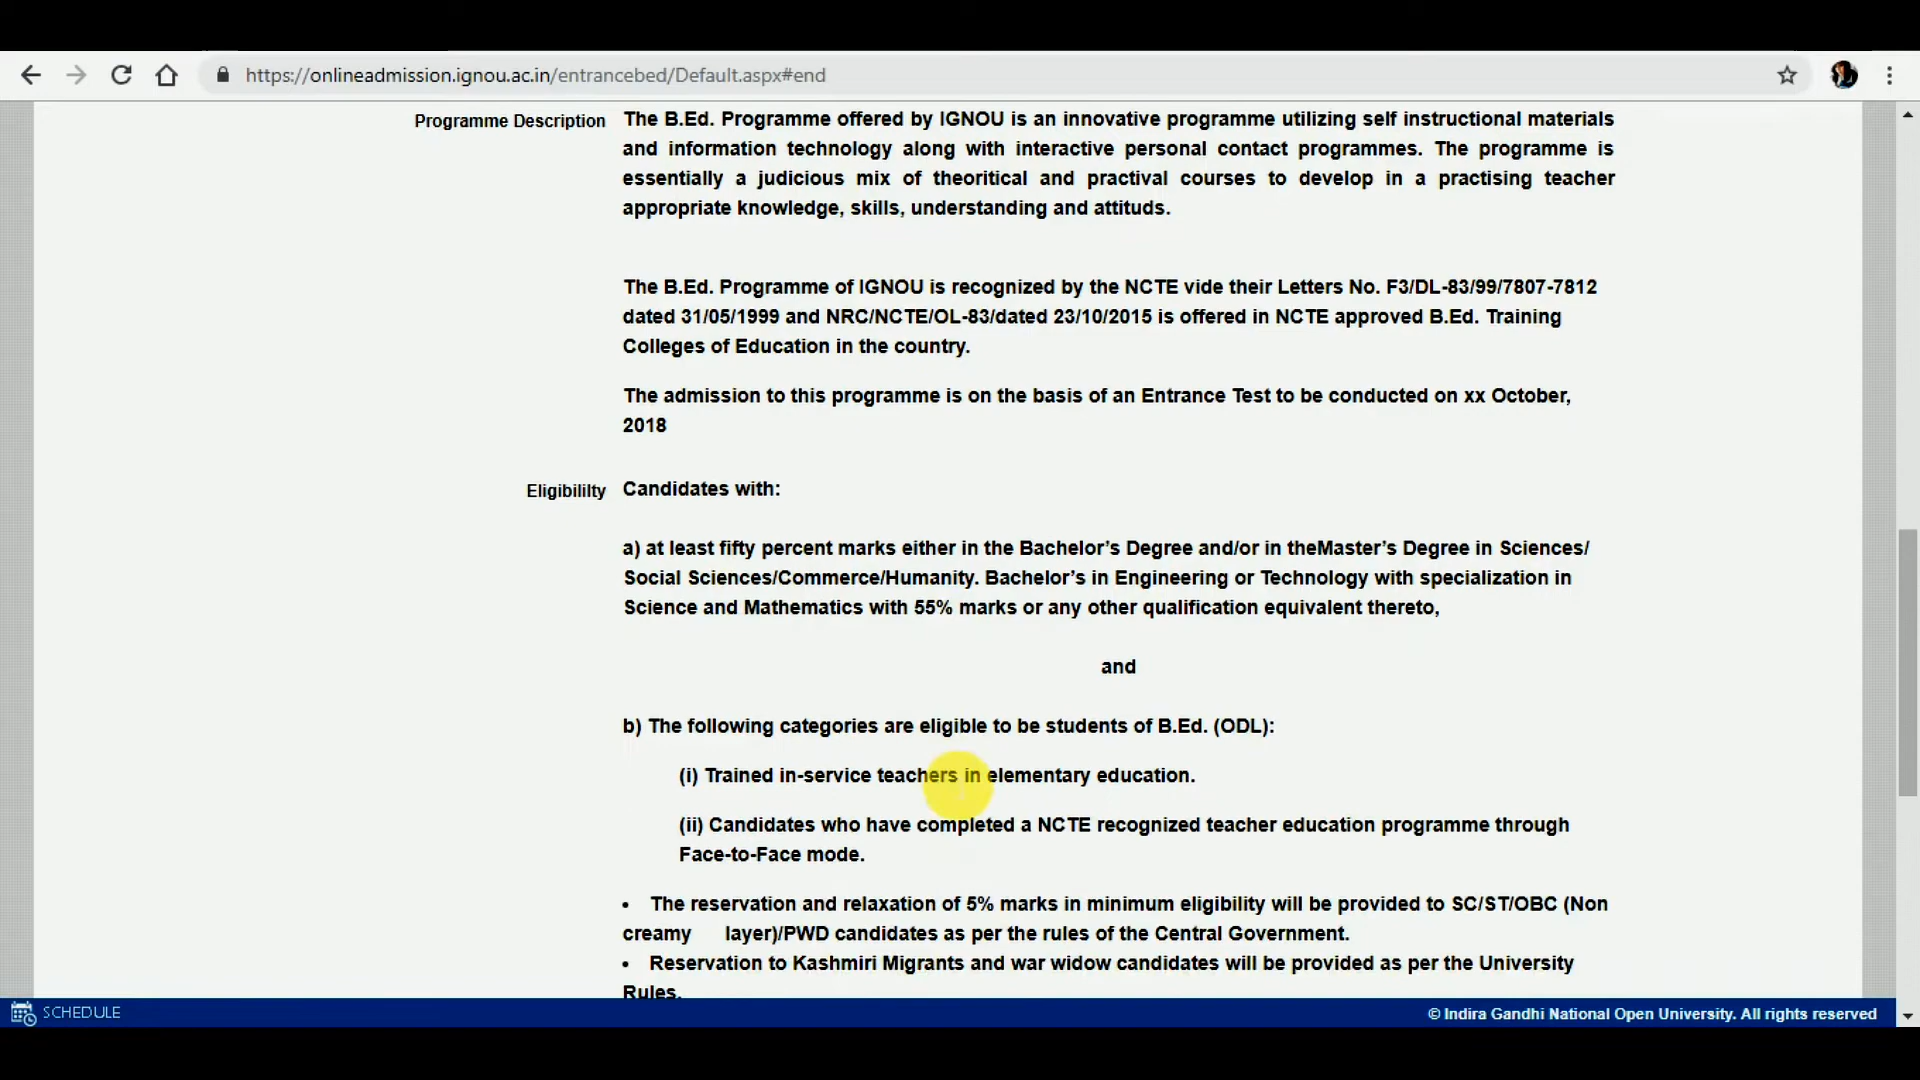 https://onlineadmission.ignou.ac.in/entrancebed/Default.aspx#end
Programme Description
The B.Ed. Programme offered by IGNOU is an innovative programme utilizing self instructional materials
and information technology along with interactive personal contact programmes. The programme is
essentially a judicious mix of theoritical and practival courses to develop in a practising teacher
appropriate knowledge, skills, understanding and attituds.
The B.Ed. Programme of IGNOU is recognized by the NCTE vide their Letters No. F3/DL-83/99/7807-7812
dated 31/05/1999 and NRC/NCTE/OL-83/dated 23/10/2015 is offered in NCTE approved B.Ed. Training
Colleges of Education in the country.
The admission to this programme is on the basis of an Entrance Test to be conducted on xx October,
2018
Eligibililty
Candidates with:
a) at least fifty percent marks either in the Bachelor’s Degree and/or in theMaster’s Degree in Sciences/
Social Sciences/Commerce/Humanity. Bachelor’s in Engineering or Technology with specialization in
Science and Mathematics with 55% marks or any other qualification equivalent thereto,
and
b) The following categories are eligible to be students of B.Ed. (ODL):
(i) Trained in-service teachers in elementary education.
(ii) Candidates who have completed a NCTE recognized teacher education programme through
Face-to-Face mode.
• The reservation and relaxation of 5% marks in minimum eligibility will be provided to SC/ST/OBC (Non
creamy layer)/PWD candidates as per the rules of the Central Government.
• Reservation to Kashmiri Migrants and war widow candidates will be provided as per the University
Rules.
SCHEDULE
© Indira Gandhi National Open University. All rights reserved